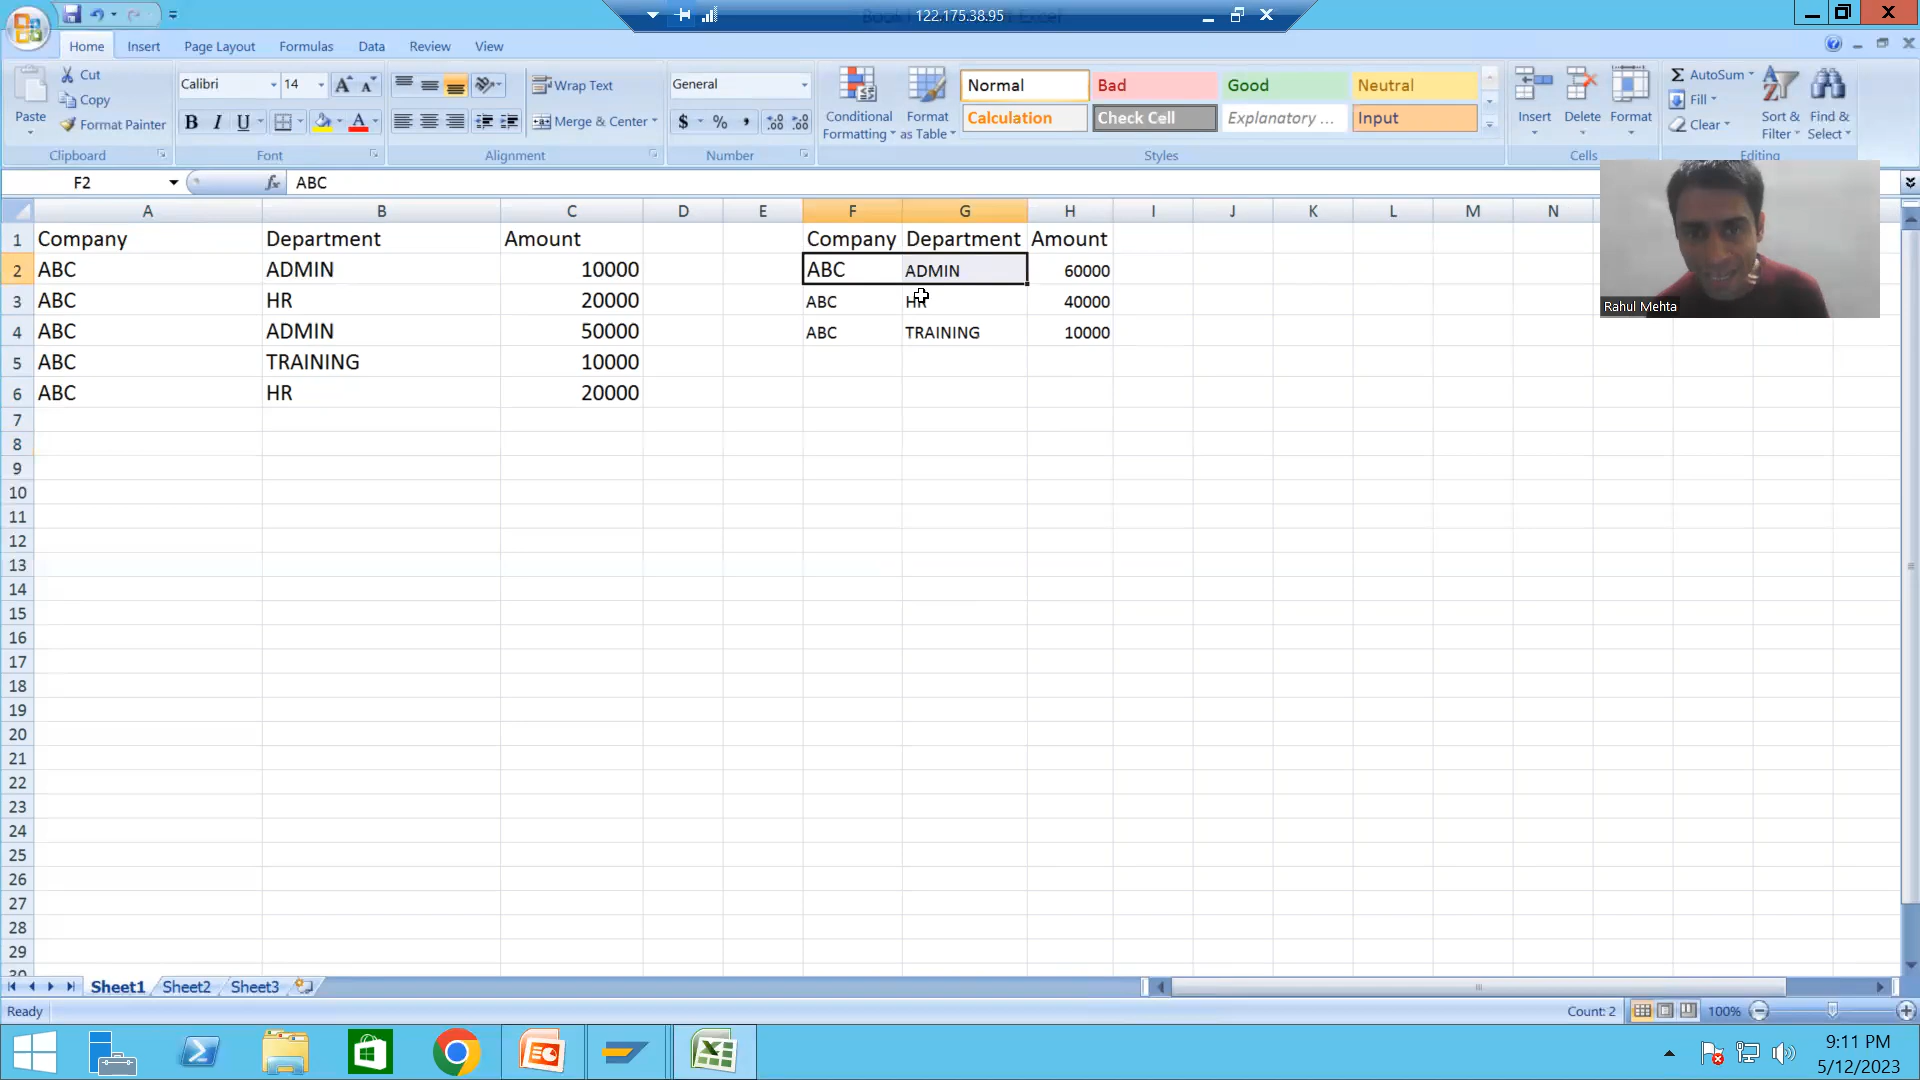 122.175.38.95
Home Insert Page Layout Formulas Data Review View
Paste
Cut
Copy
Format Painter
Clipboard
Calibri 14
B I U
Font
Wrap Text
Merge & Center
Alignment
General
$ % ,
Number
Conditional Formatting
Format as Table
Normal Bad Good Neutral
Calculation Check Cell Explanatory ... Input
Styles
Insert Delete Format
Cells
Σ AutoSum
Fill
Clear
Sort & Filter
Find & Select
Editing
F2 fx ABC
A B C D E F G H I J K L M N
1 Company Department Amount Company Department Amount
2 ABC ADMIN 10000 ABC ADMIN 60000
3 ABC HR 20000 ABC HR 40000
4 ABC ADMIN 50000 ABC TRAINING 10000
5 ABC TRAINING 10000
6 ABC HR 20000
7
8
9
10
11
12
13
14
15
16
17
18
19
20
21
22
23
24
25
26
27
28
29
30
Rahul Mehta
Sheet1 Sheet2 Sheet3
Ready Count: 2 100%
9:11 PM
5/12/2023